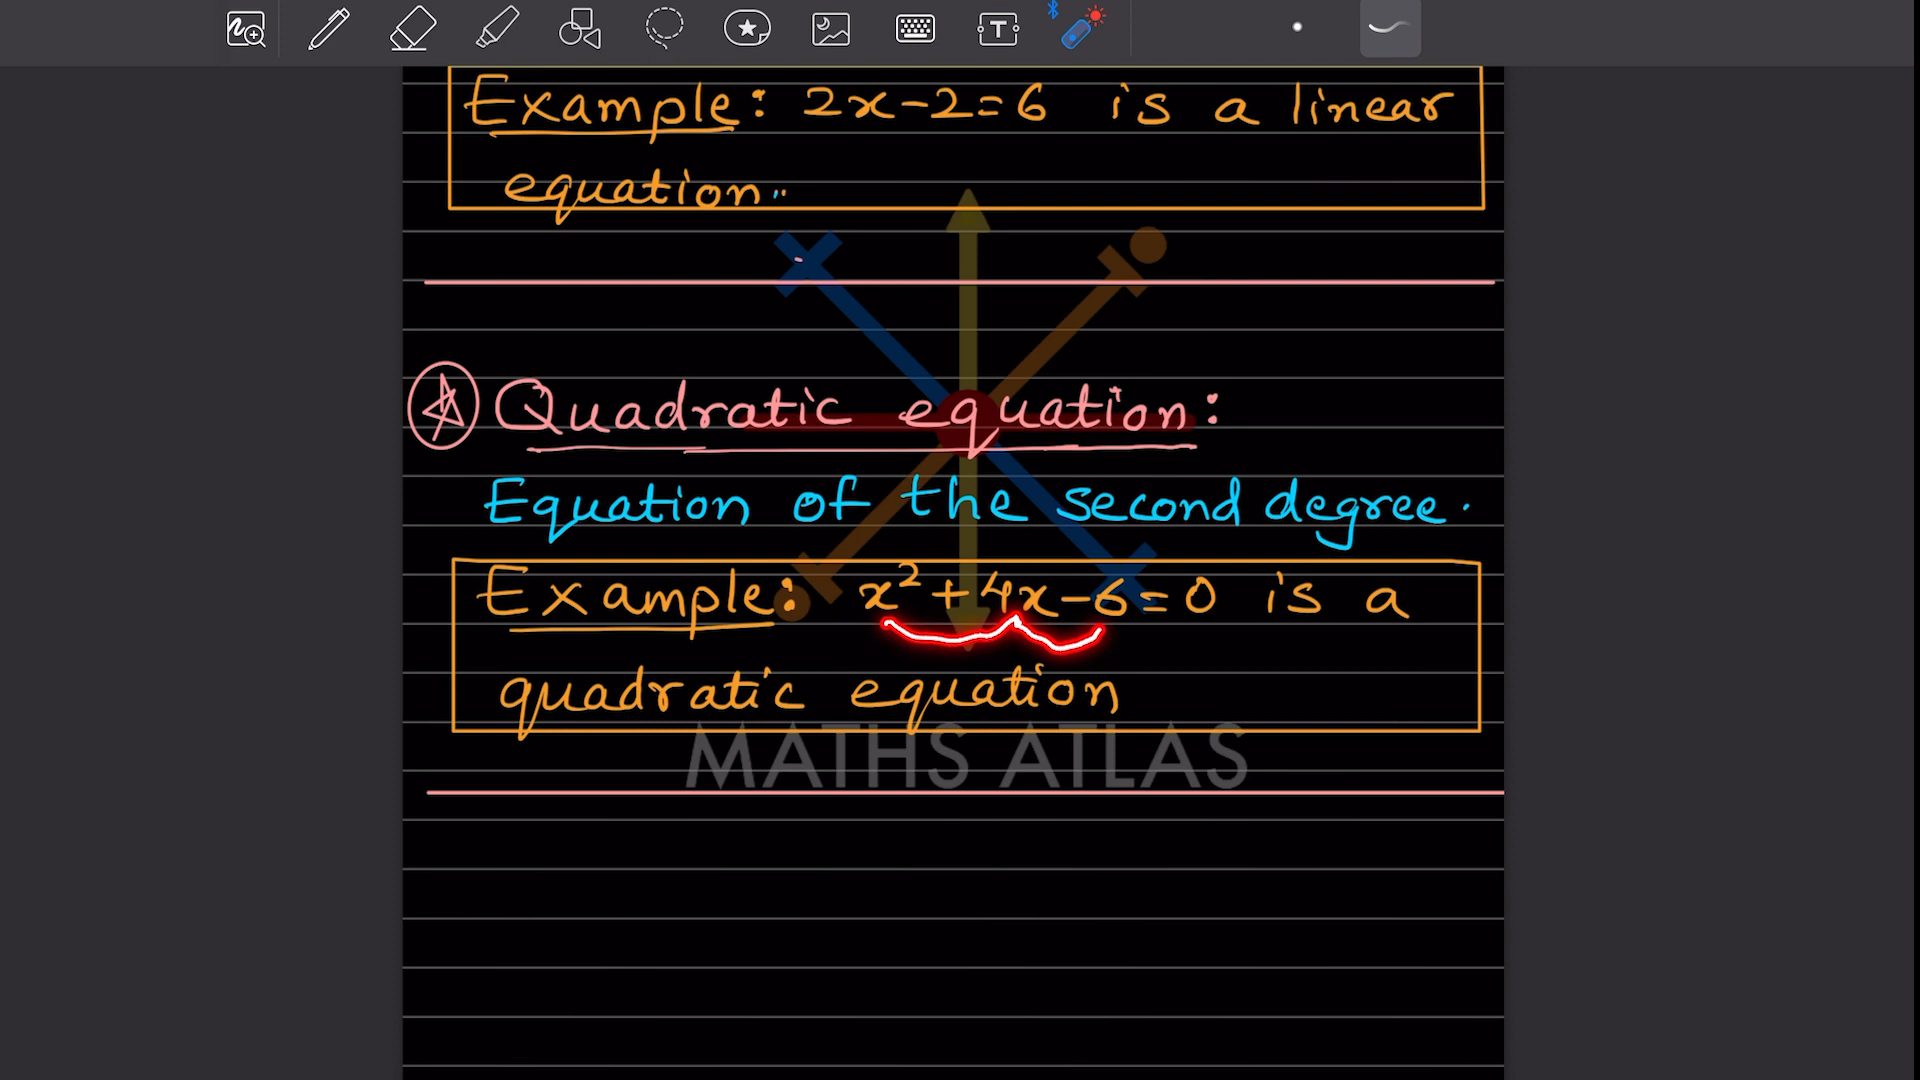 Example: 2x-2=6 is a linear
equation.
Quadratic equation:
Equation of the second degree.
Example: x²+4x-6=0 is a
quadratic equation
MATHS ATLAS